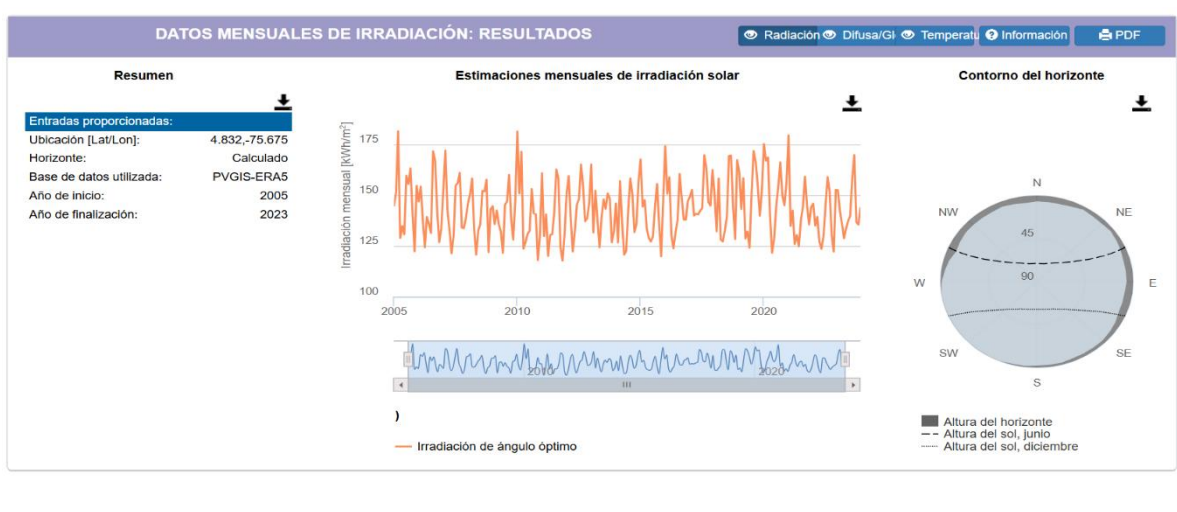 DATOS MENSUALES DE IRRADIACIÓN: RESULTADOS
Radiación
Difusa/Gl
Temperatu
Información
PDF
Resumen
Entradas proporcionadas:
Ubicación [Lat/Lon]: 4.832,-75.675
Horizonte: Calculado
Base de datos utilizada: PVGIS-ERA5
Año de inicio: 2005
Año de finalización: 2023
Estimaciones mensuales de irradiación solar
Irradiación mensual [kWh/m²]
175
150
125
100
2005 2010 2015 2020
2010 2020
)
Irradiación de ángulo óptimo
Contorno del horizonte
N
NW NE
45
90
W E
SW SE
S
Altura del horizonte
Altura del sol, junio
Altura del sol, diciembre